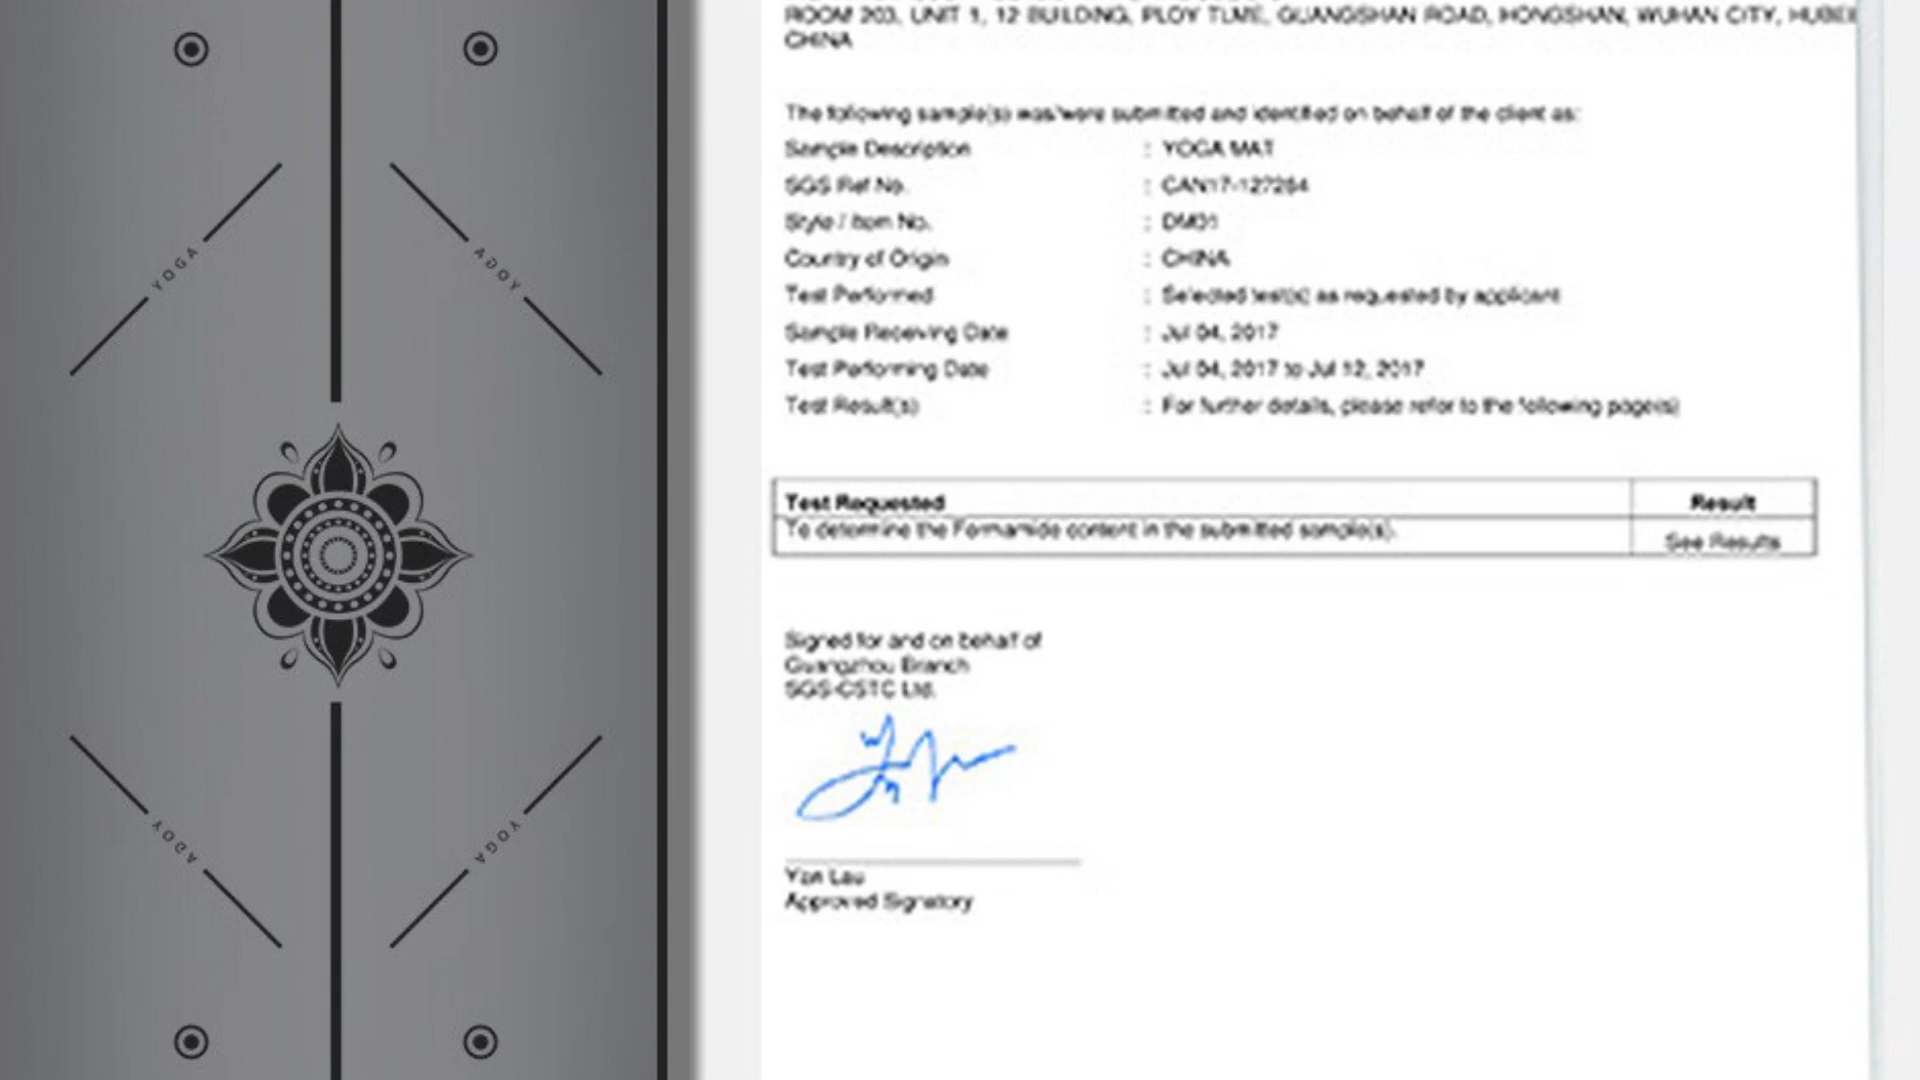 YOGA
YOGA
YOGA
YOGA
ROOM 203, UNIT 1, 12 BUILDING, PLOY TLME, GUANGSHAN ROAD, HONGSHAN, WUHAN CITY, HUBEI
CHINA
The following sample(s) was/were submitted and identified on behalf of the client as:
Sample Description : YOGA MAT
SGS Ref No. : CAN17-127264
Style / Item No. : DM01
Country of Origin : CHINA
Test Performed : Selected test(s) as requested by applicant
Sample Receiving Date : Jul 04, 2017
Test Performing Date : Jul 04, 2017 to Jul 12, 2017
Test Result(s) : For further details, please refer to the following page(s)
Test Requested Result
To determine the Formamide content in the submitted sample(s). See Results
Signed for and on behalf of
Guangzhou Branch
SGS-CSTC Ltd.
Yan Lau
Approved Signatory